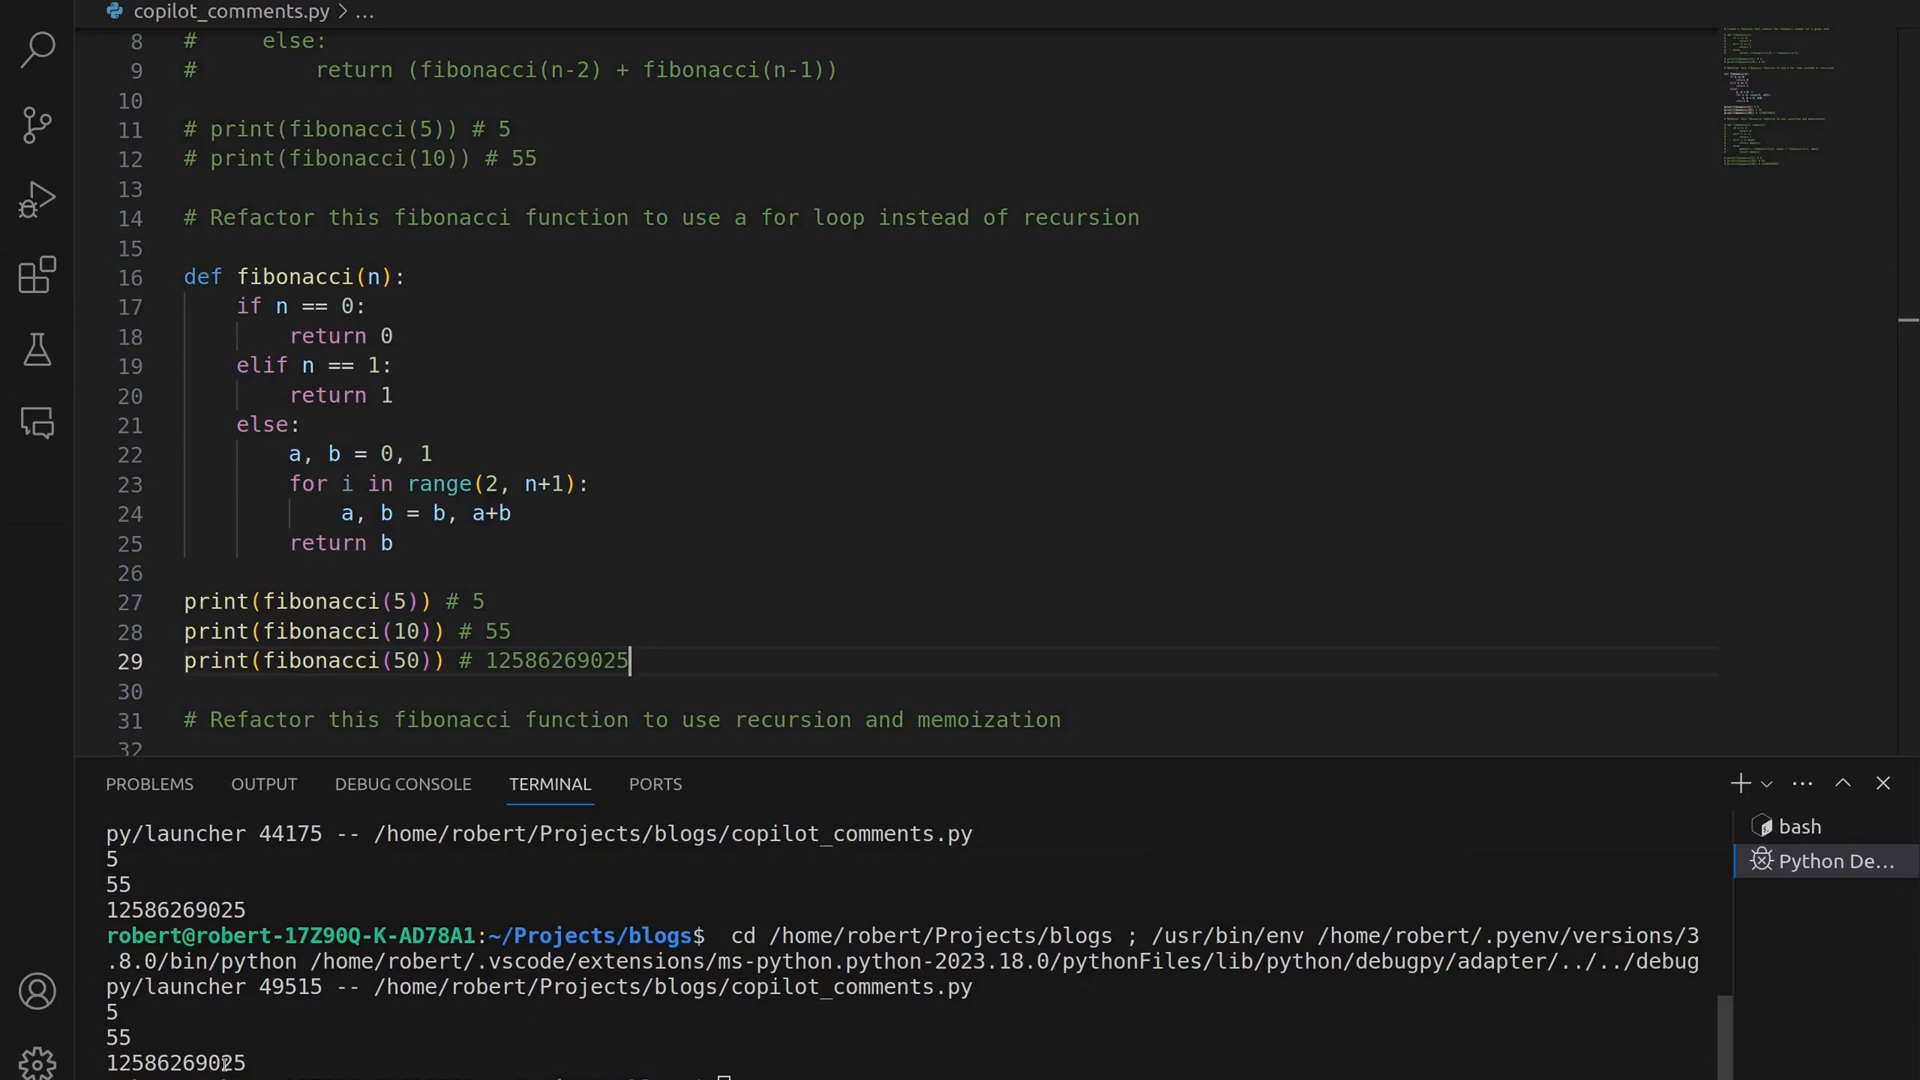 copilot_comments.py > ...
8 #     else:
9 #         return (fibonacci(n-2) + fibonacci(n-1))
10
11 # print(fibonacci(5)) # 5
12 # print(fibonacci(10)) # 55
13
14 # Refactor this fibonacci function to use a for loop instead of recursion
15
16 def fibonacci(n):
17     if n == 0:
18         return 0
19     elif n == 1:
20         return 1
21     else:
22         a, b = 0, 1
23         for i in range(2, n+1):
24             a, b = b, a+b
25         return b
26
27 print(fibonacci(5)) # 5
28 print(fibonacci(10)) # 55
29 print(fibonacci(50)) # 12586269025
30
31 # Refactor this fibonacci function to use recursion and memoization
32
PROBLEMS OUTPUT DEBUG CONSOLE TERMINAL PORTS
py/launcher 44175 -- /home/robert/Projects/blogs/copilot_comments.py
5
55
12586269025
robert@robert-17Z90Q-K-AD78A1:~/Projects/blogs$  cd /home/robert/Projects/blogs ; /usr/bin/env /home/robert/.pyenv/versions/3
.8.0/bin/python /home/robert/.vscode/extensions/ms-python.python-2023.18.0/pythonFiles/lib/python/debugpy/adapter/../../debug
py/launcher 49515 -- /home/robert/Projects/blogs/copilot_comments.py
5
55
12586269025
bash
Python De...